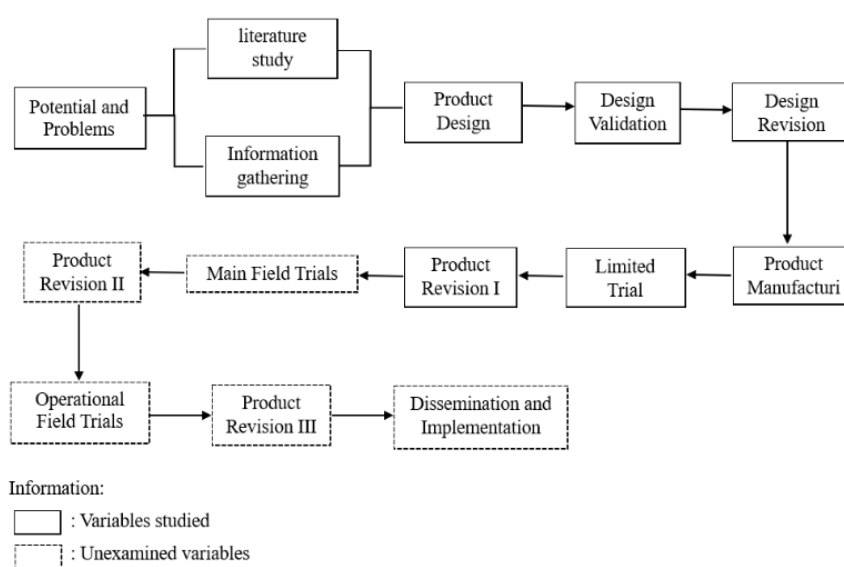 literature
study
Potential and
Problems
Information
gathering
Product
Design
Design
Validation
Design
Revision
Product
Manufacturi
Limited
Trial
Product
Revision I
Main Field Trials
Product
Revision II
Operational
Field Trials
Product
Revision III
Dissemination and
Implementation
Information:
: Variables studied
: Unexamined variables